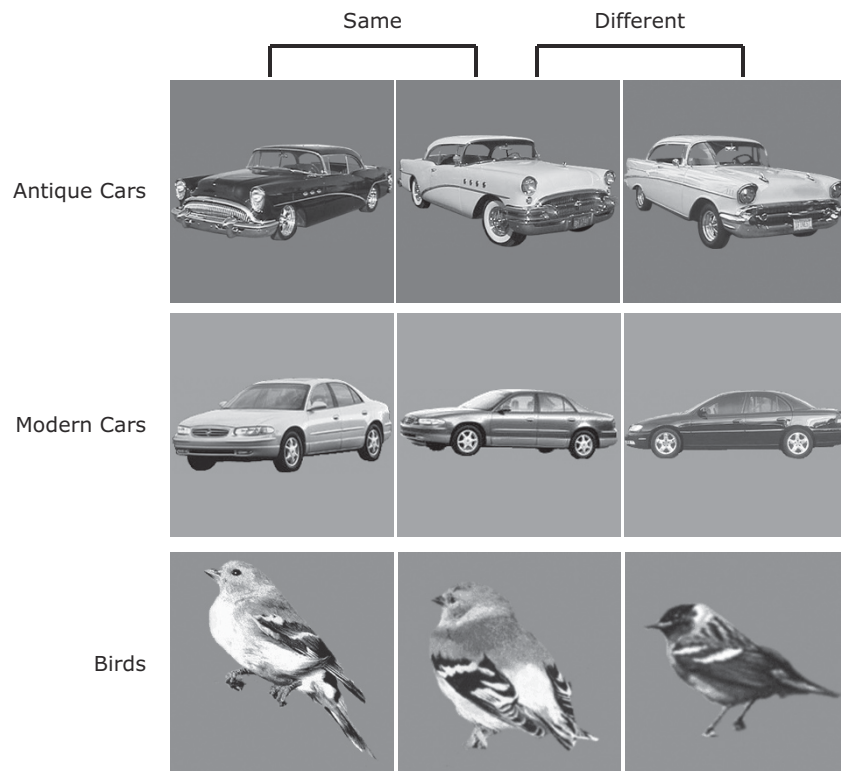 Same
Different
Antique Cars
Modern Cars
Birds